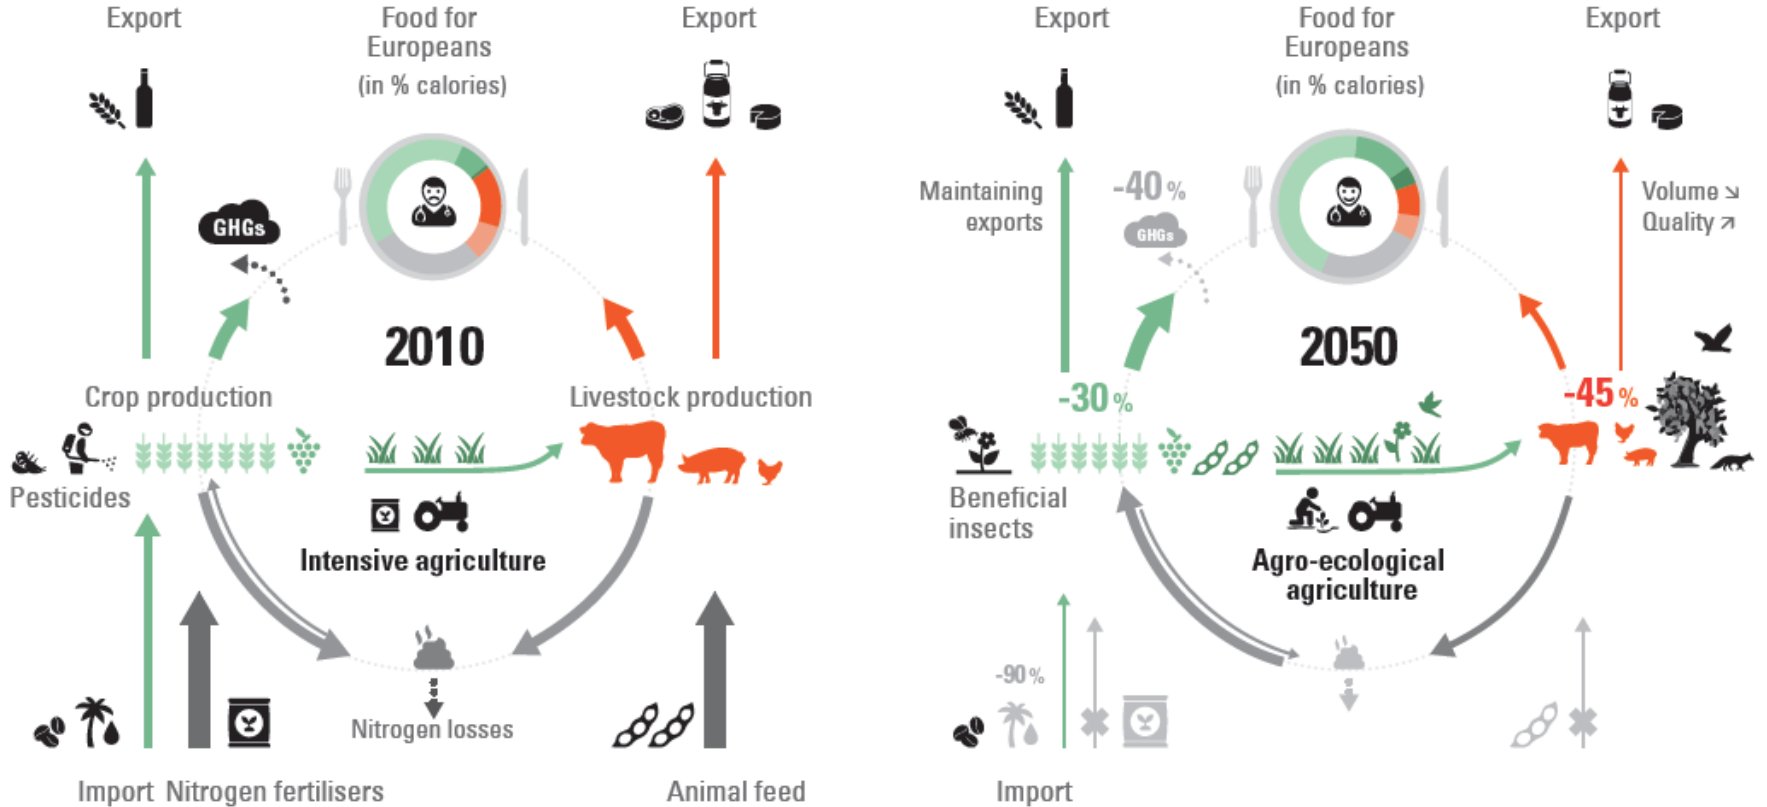 Export
Food for
Europeans
(in % calories)
Export
GHGs
2010
Crop production
Livestock production
Pesticides
Intensive agriculture
Nitrogen losses
Import
Nitrogen fertilisers
Animal feed
Export
Food for
Europeans
(in % calories)
Export
Maintaining
exports
-40 %
GHGs
Volume ↘
Quality ↗
2050
-30 %
-45 %
Beneficial
insects
Agro-ecological
agriculture
-90 %
Import